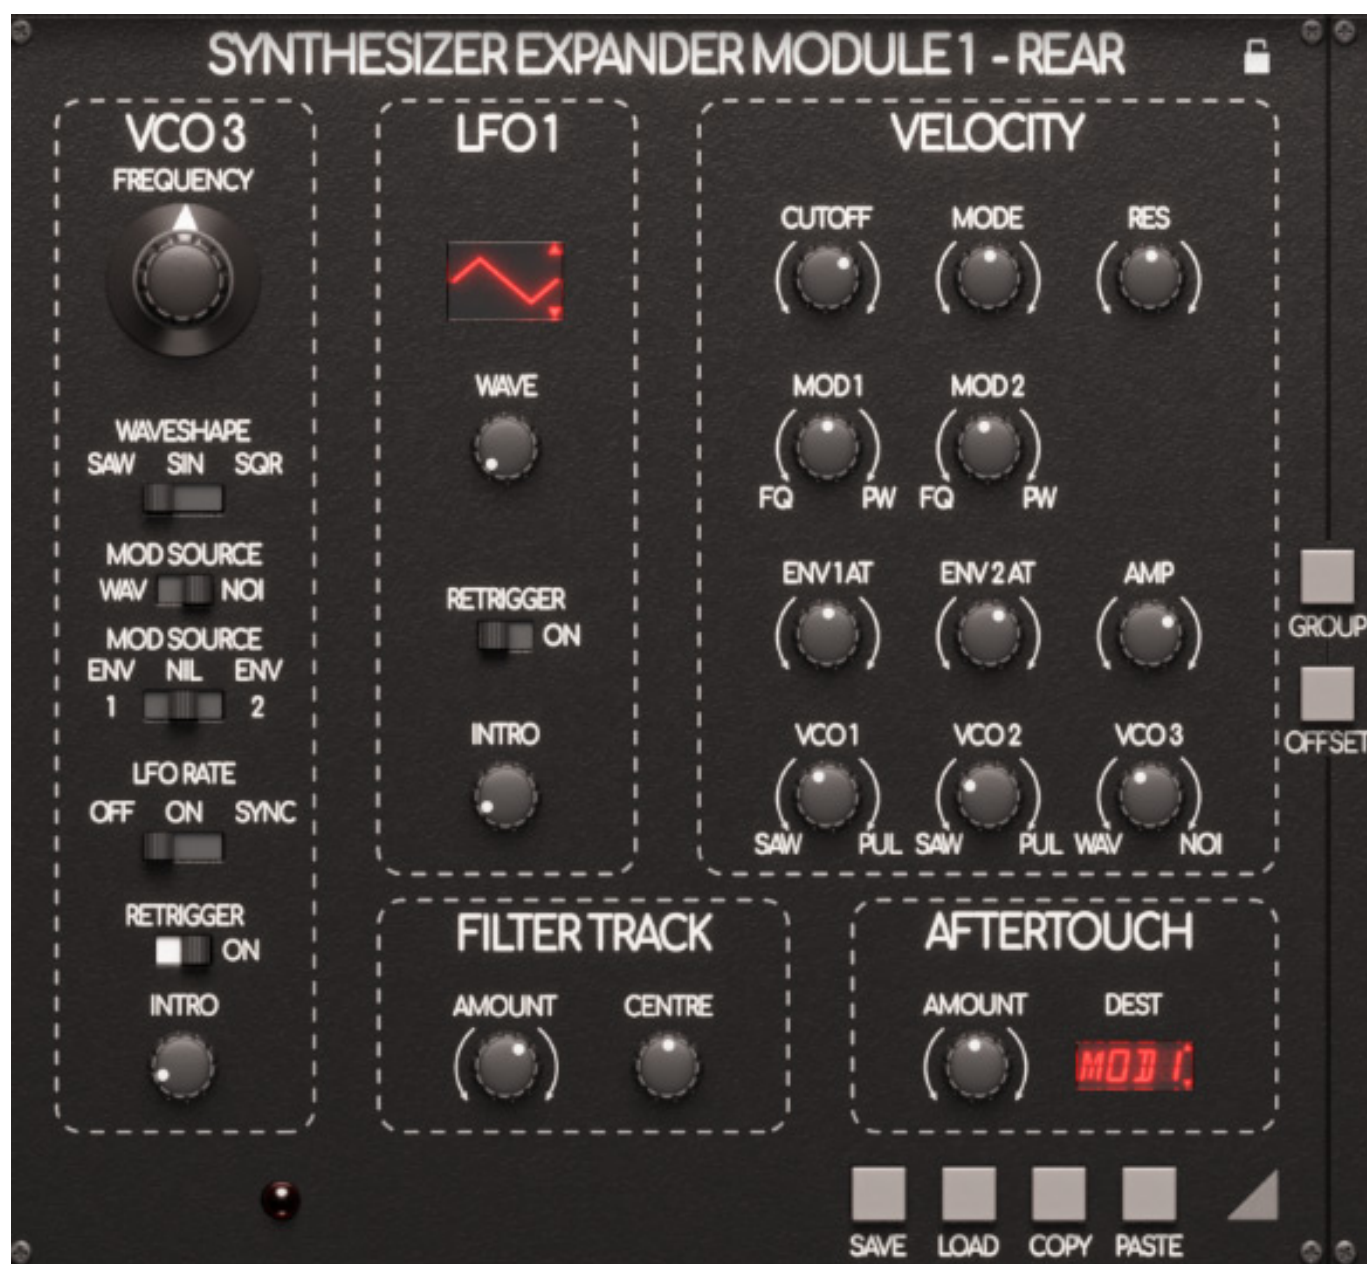 SYNTHESIZER EXPANDER MODULE 1 - REAR
VCO 3
FREQUENCY
WAVESHAPE
SAW SIN SQR
MOD SOURCE
WAV NOI
MOD SOURCE
ENV NIL ENV
1 2
LFO RATE
OFF ON SYNC
RETRIGGER
ON
INTRO
LFO 1
WAVE
RETRIGGER
ON
INTRO
VELOCITY
CUTOFF MODE RES
MOD 1 MOD 2
FQ PW FQ PW
ENV 1 AT ENV 2 AT AMP
VCO 1 VCO 2 VCO 3
SAW PUL SAW PUL WAV NOI
GROUP
OFFSET
FILTER TRACK
AMOUNT CENTRE
AFTERTOUCH
AMOUNT DEST
MOD 1
SAVE LOAD COPY PASTE